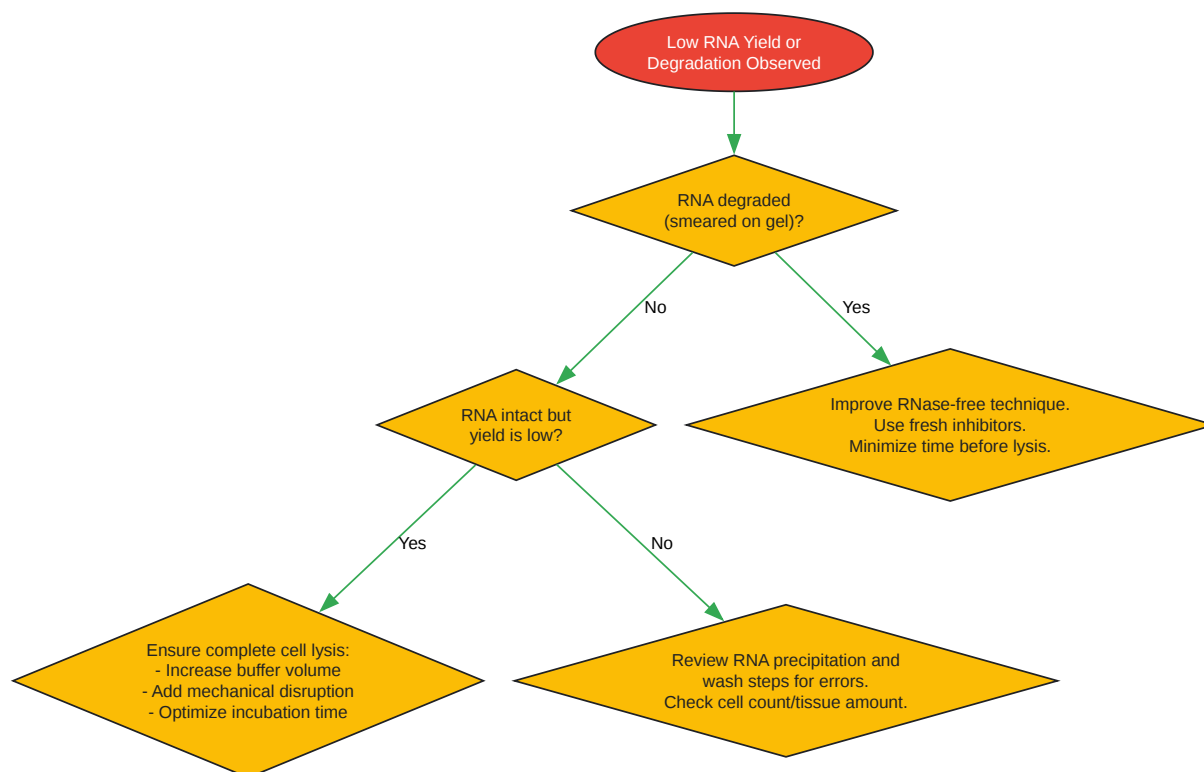 Low RNA Yield or
Degradation Observed
RNA degraded
(smeared on gel)?
No
Yes
RNA intact but
yield is low?
Improve RNase-free technique.
Use fresh inhibitors.
Minimize time before lysis.
Yes
No
Ensure complete cell lysis:
- Increase buffer volume
- Add mechanical disruption
- Optimize incubation time
Review RNA precipitation and
wash steps for errors.
Check cell count/tissue amount.